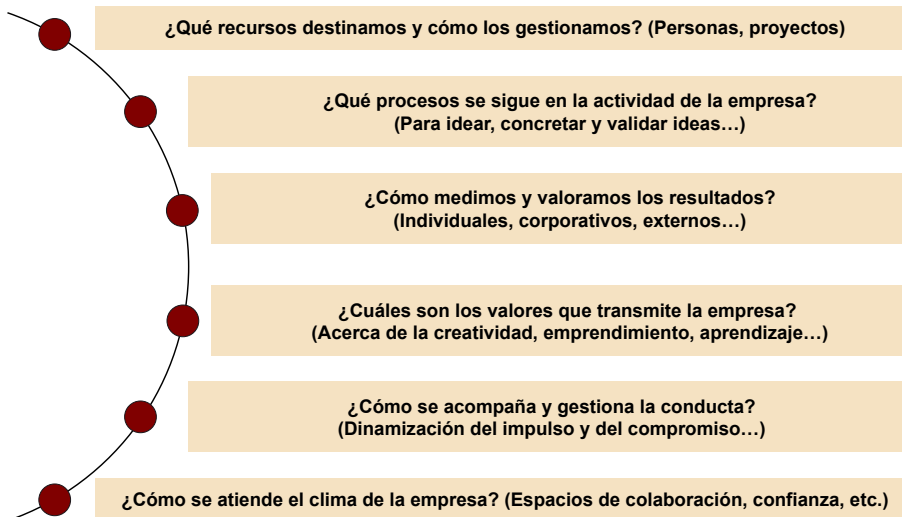 ¿Qué recursos destinamos y cómo los gestionamos? (Personas, proyectos)
¿Qué procesos se sigue en la actividad de la empresa?
(Para idear, concretar y validar ideas…)
¿Cómo medimos y valoramos los resultados?
(Individuales, corporativos, externos…)
¿Cuáles son los valores que transmite la empresa?
(Acerca de la creatividad, emprendimiento, aprendizaje…)
¿Cómo se acompaña y gestiona la conducta?
(Dinamización del impulso y del compromiso…)
¿Cómo se atiende el clima de la empresa? (Espacios de colaboración, confianza, etc.)